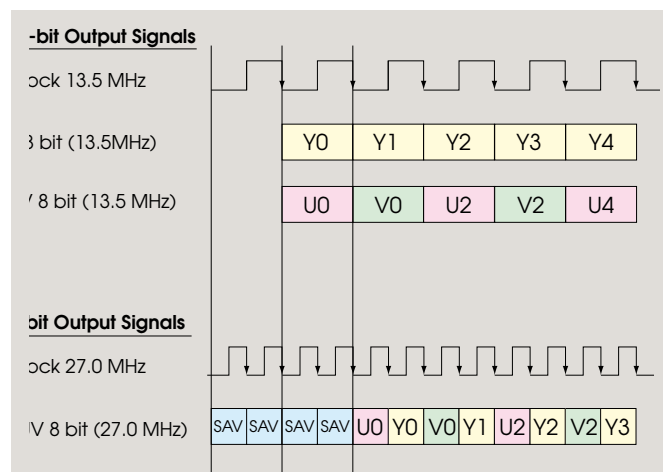 -bit Output Signals
ock 13.5 MHz
bit (13.5MHz)
Y0 Y1 Y2 Y3 Y4
8 bit (13.5 MHz)
U0 V0 U2 V2 U4
bit Output Signals
ock 27.0 MHz
V 8 bit (27.0 MHz)
SAV SAV SAV SAV U0 Y0 V0 Y1 U2 Y2 V2 Y3